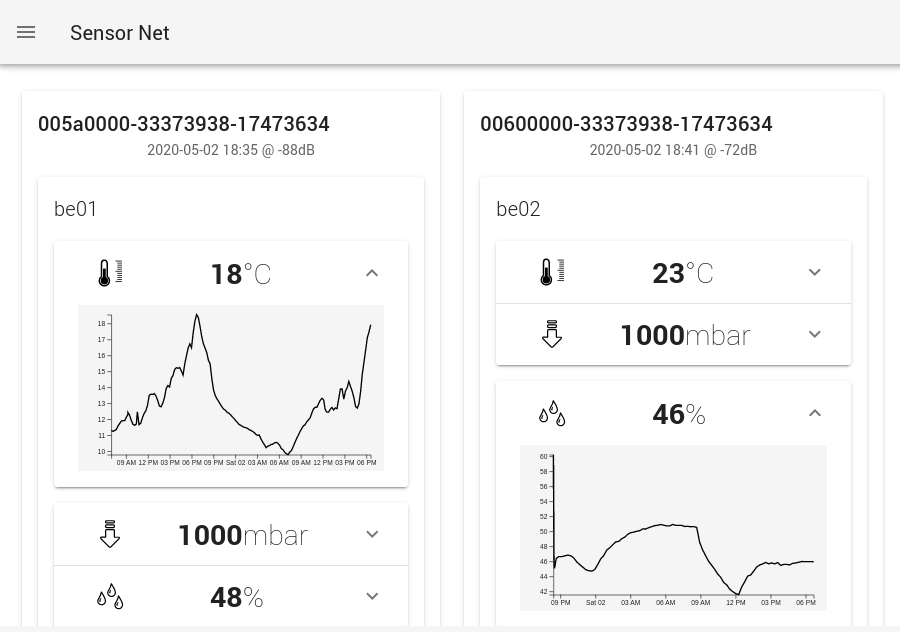 Sensor Net
005a0000-33373938-17473634
2020-05-02 18:35 @ -88dB
be01
18°C
18
17
16
15
14
13
12
11
10
09 AM 12 PM 03 PM 06 PM 09 PM Sat 02 03 AM 06 AM 09 AM 12 PM 03 PM 06 PM
1000mbar
48%
00600000-33373938-17473634
2020-05-02 18:41 @ -72dB
be02
23°C
1000mbar
46%
60
58
56
54
52
50
48
46
44
42
09 PM Sat 02 03 AM 06 AM 09 AM 12 PM 03 PM 06 PM